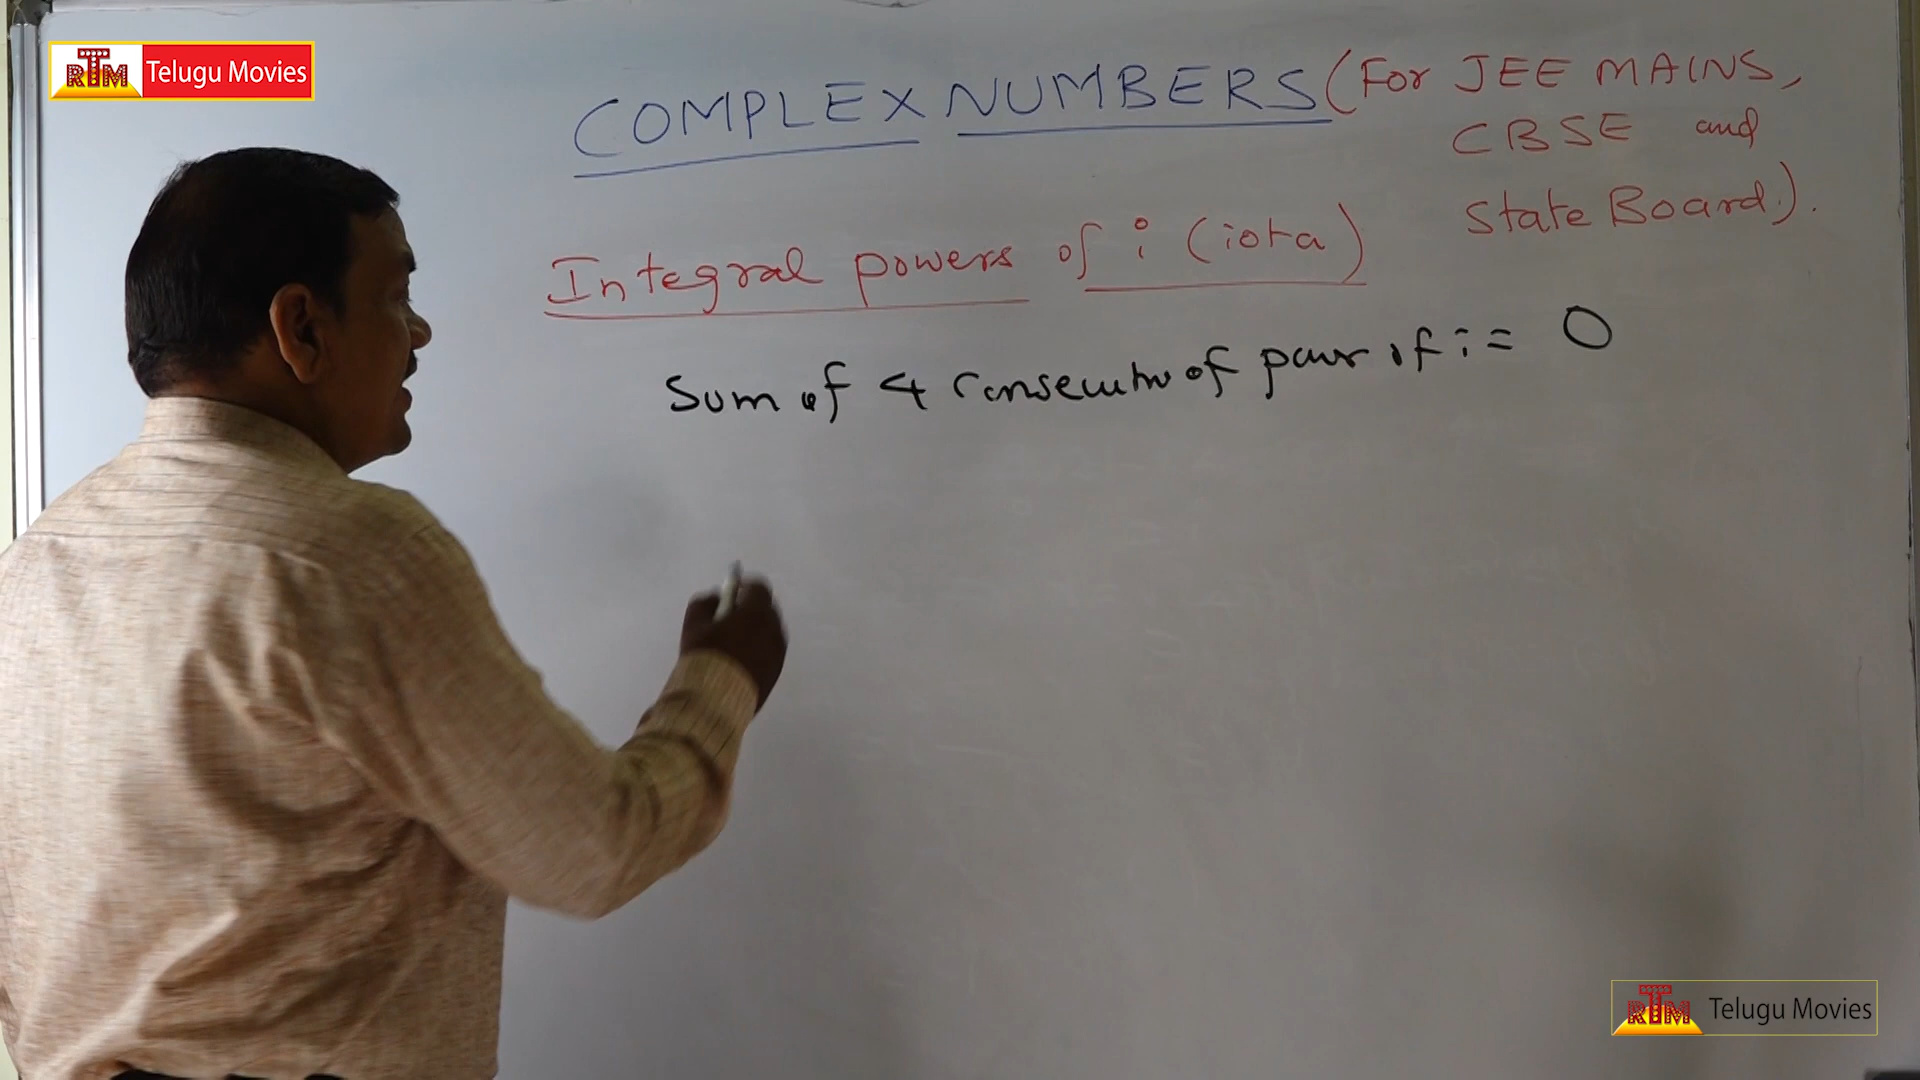 RTM Telugu Movies
COMPLEX NUMBERS (For JEE MAINS,
CBSE and
State Board.).
Integral powers of i (iota)
Sum of 4 consecutive of power of i = 0
RTM Telugu Movies